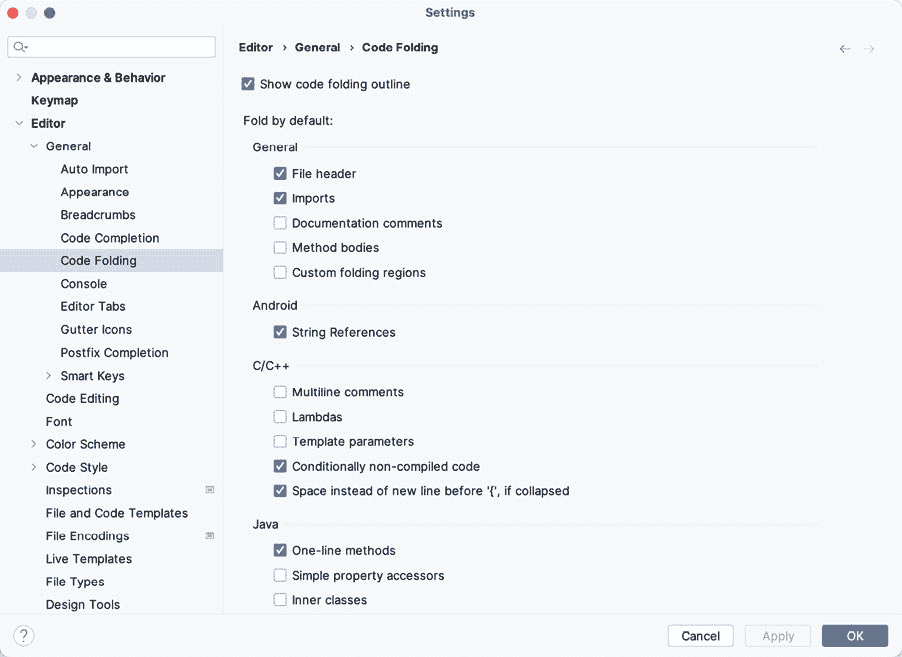 Settings
Appearance & Behavior
Keymap
Editor
General
Auto Import
Appearance
Breadcrumbs
Code Completion
Code Folding
Console
Editor Tabs
Gutter Icons
Postfix Completion
Smart Keys
Code Editing
Font
Color Scheme
Code Style
Inspections
File and Code Templates
File Encodings
Live Templates
File Types
Design Tools
?
Editor › General › Code Folding
Show code folding outline
Fold by default:
General
File header
Imports
Documentation comments
Method bodies
Custom folding regions
Android
String References
C/C++
Multiline comments
Lambdas
Template parameters
Conditionally non-compiled code
Space instead of new line before '{', if collapsed
Java
One-line methods
Simple property accessors
Inner classes
Cancel Apply OK